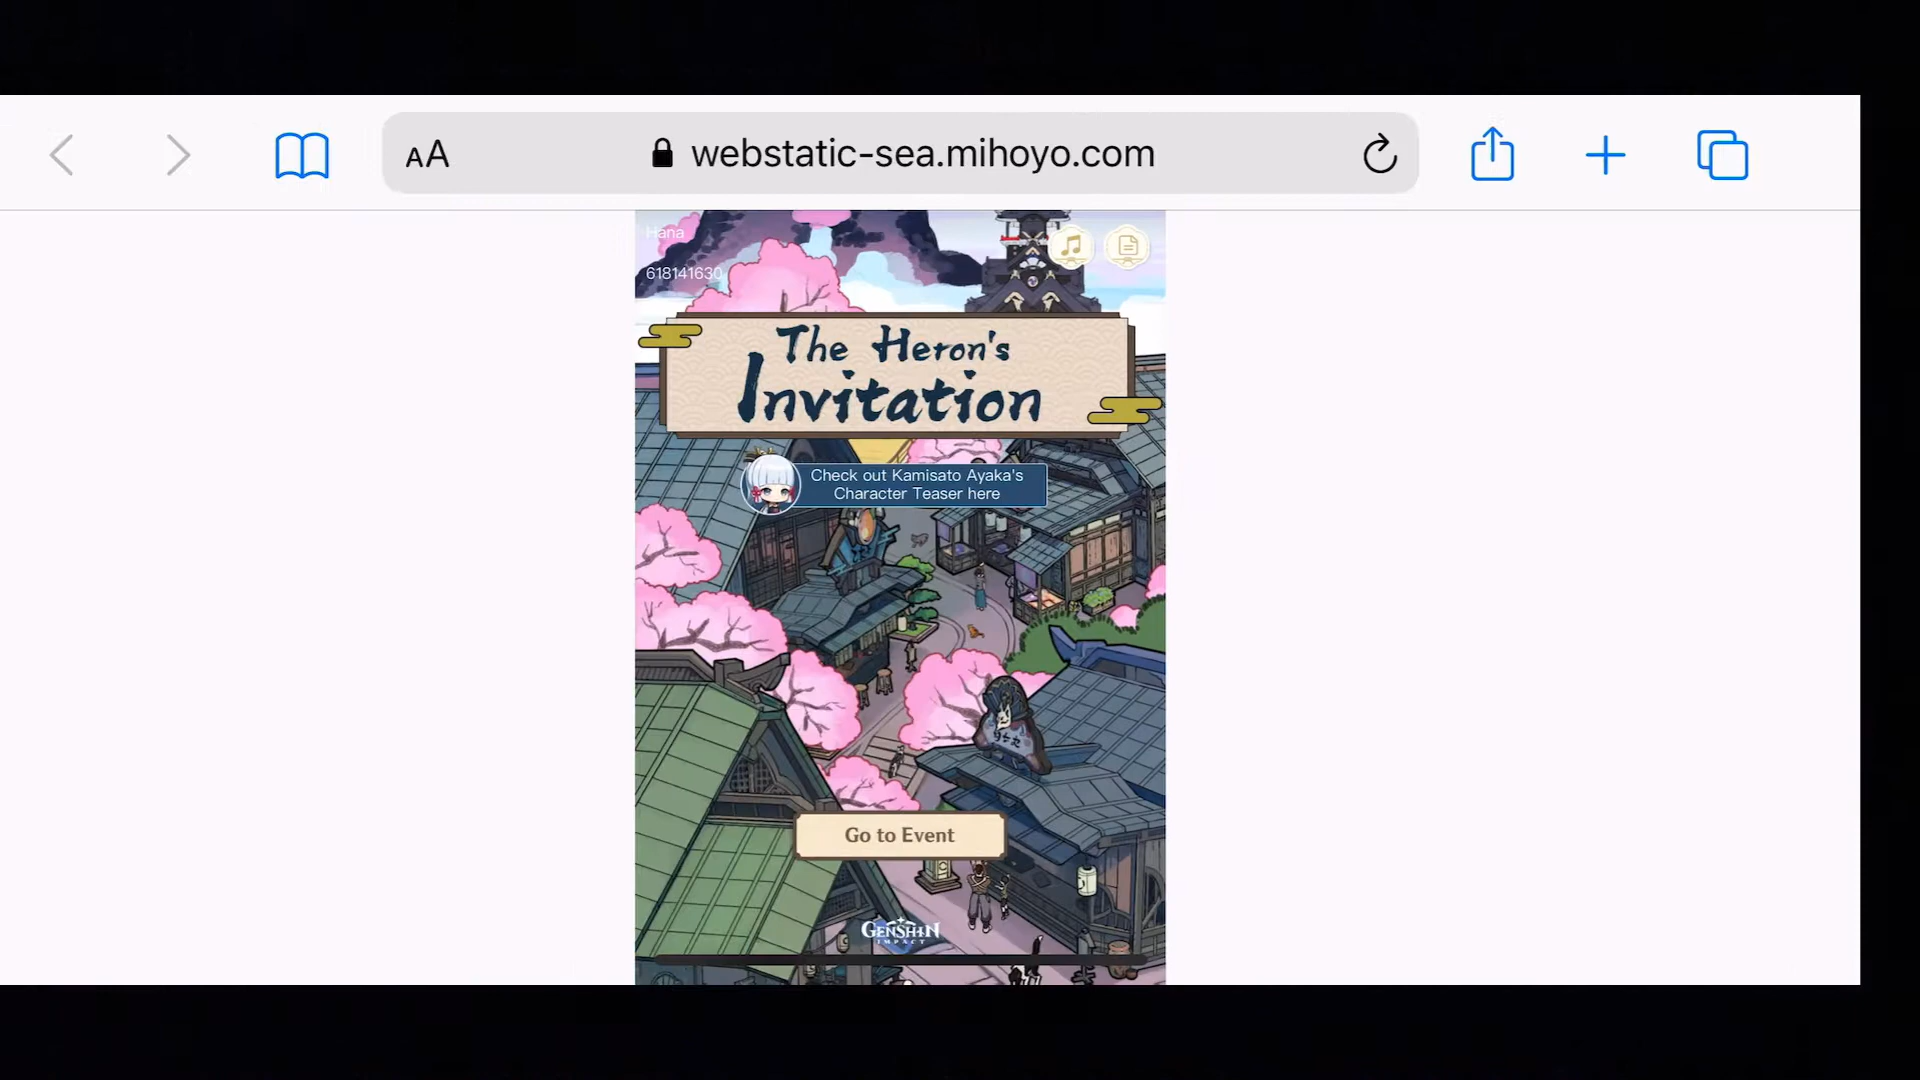 AA
webstatic-sea.mihoyo.com
Hana
618141630
The Heron's
Invitation
Check out Kamisato Ayaka's
Character Teaser here
Go to Event
GENSHIN
IMPACT